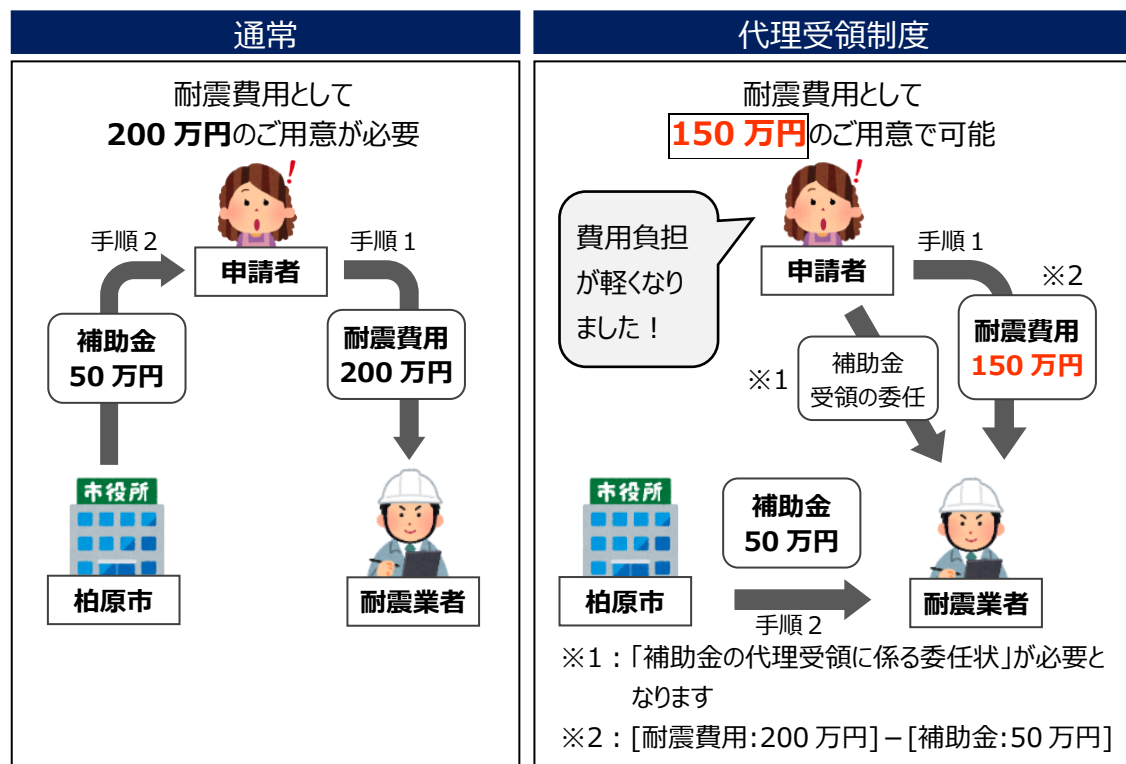 通常
耐震費用として
200 万円のご用意が必要
手順 2
手順 1
申請者
補助金
50 万円
耐震費用
200 万円
市役所
柏原市
耐震業者
代理受領制度
耐震費用として
150 万円のご用意で可能
費用負担
が軽くなり
ました！
申請者
手順 1
※2
耐震費用
150 万円
※1
補助金
受領の委任
市役所
補助金
50 万円
柏原市
手順 2
耐震業者
※1：「補助金の代理受領に係る委任状」が必要と
なります
※2：[耐震費用:200 万円]－[補助金:50 万円]